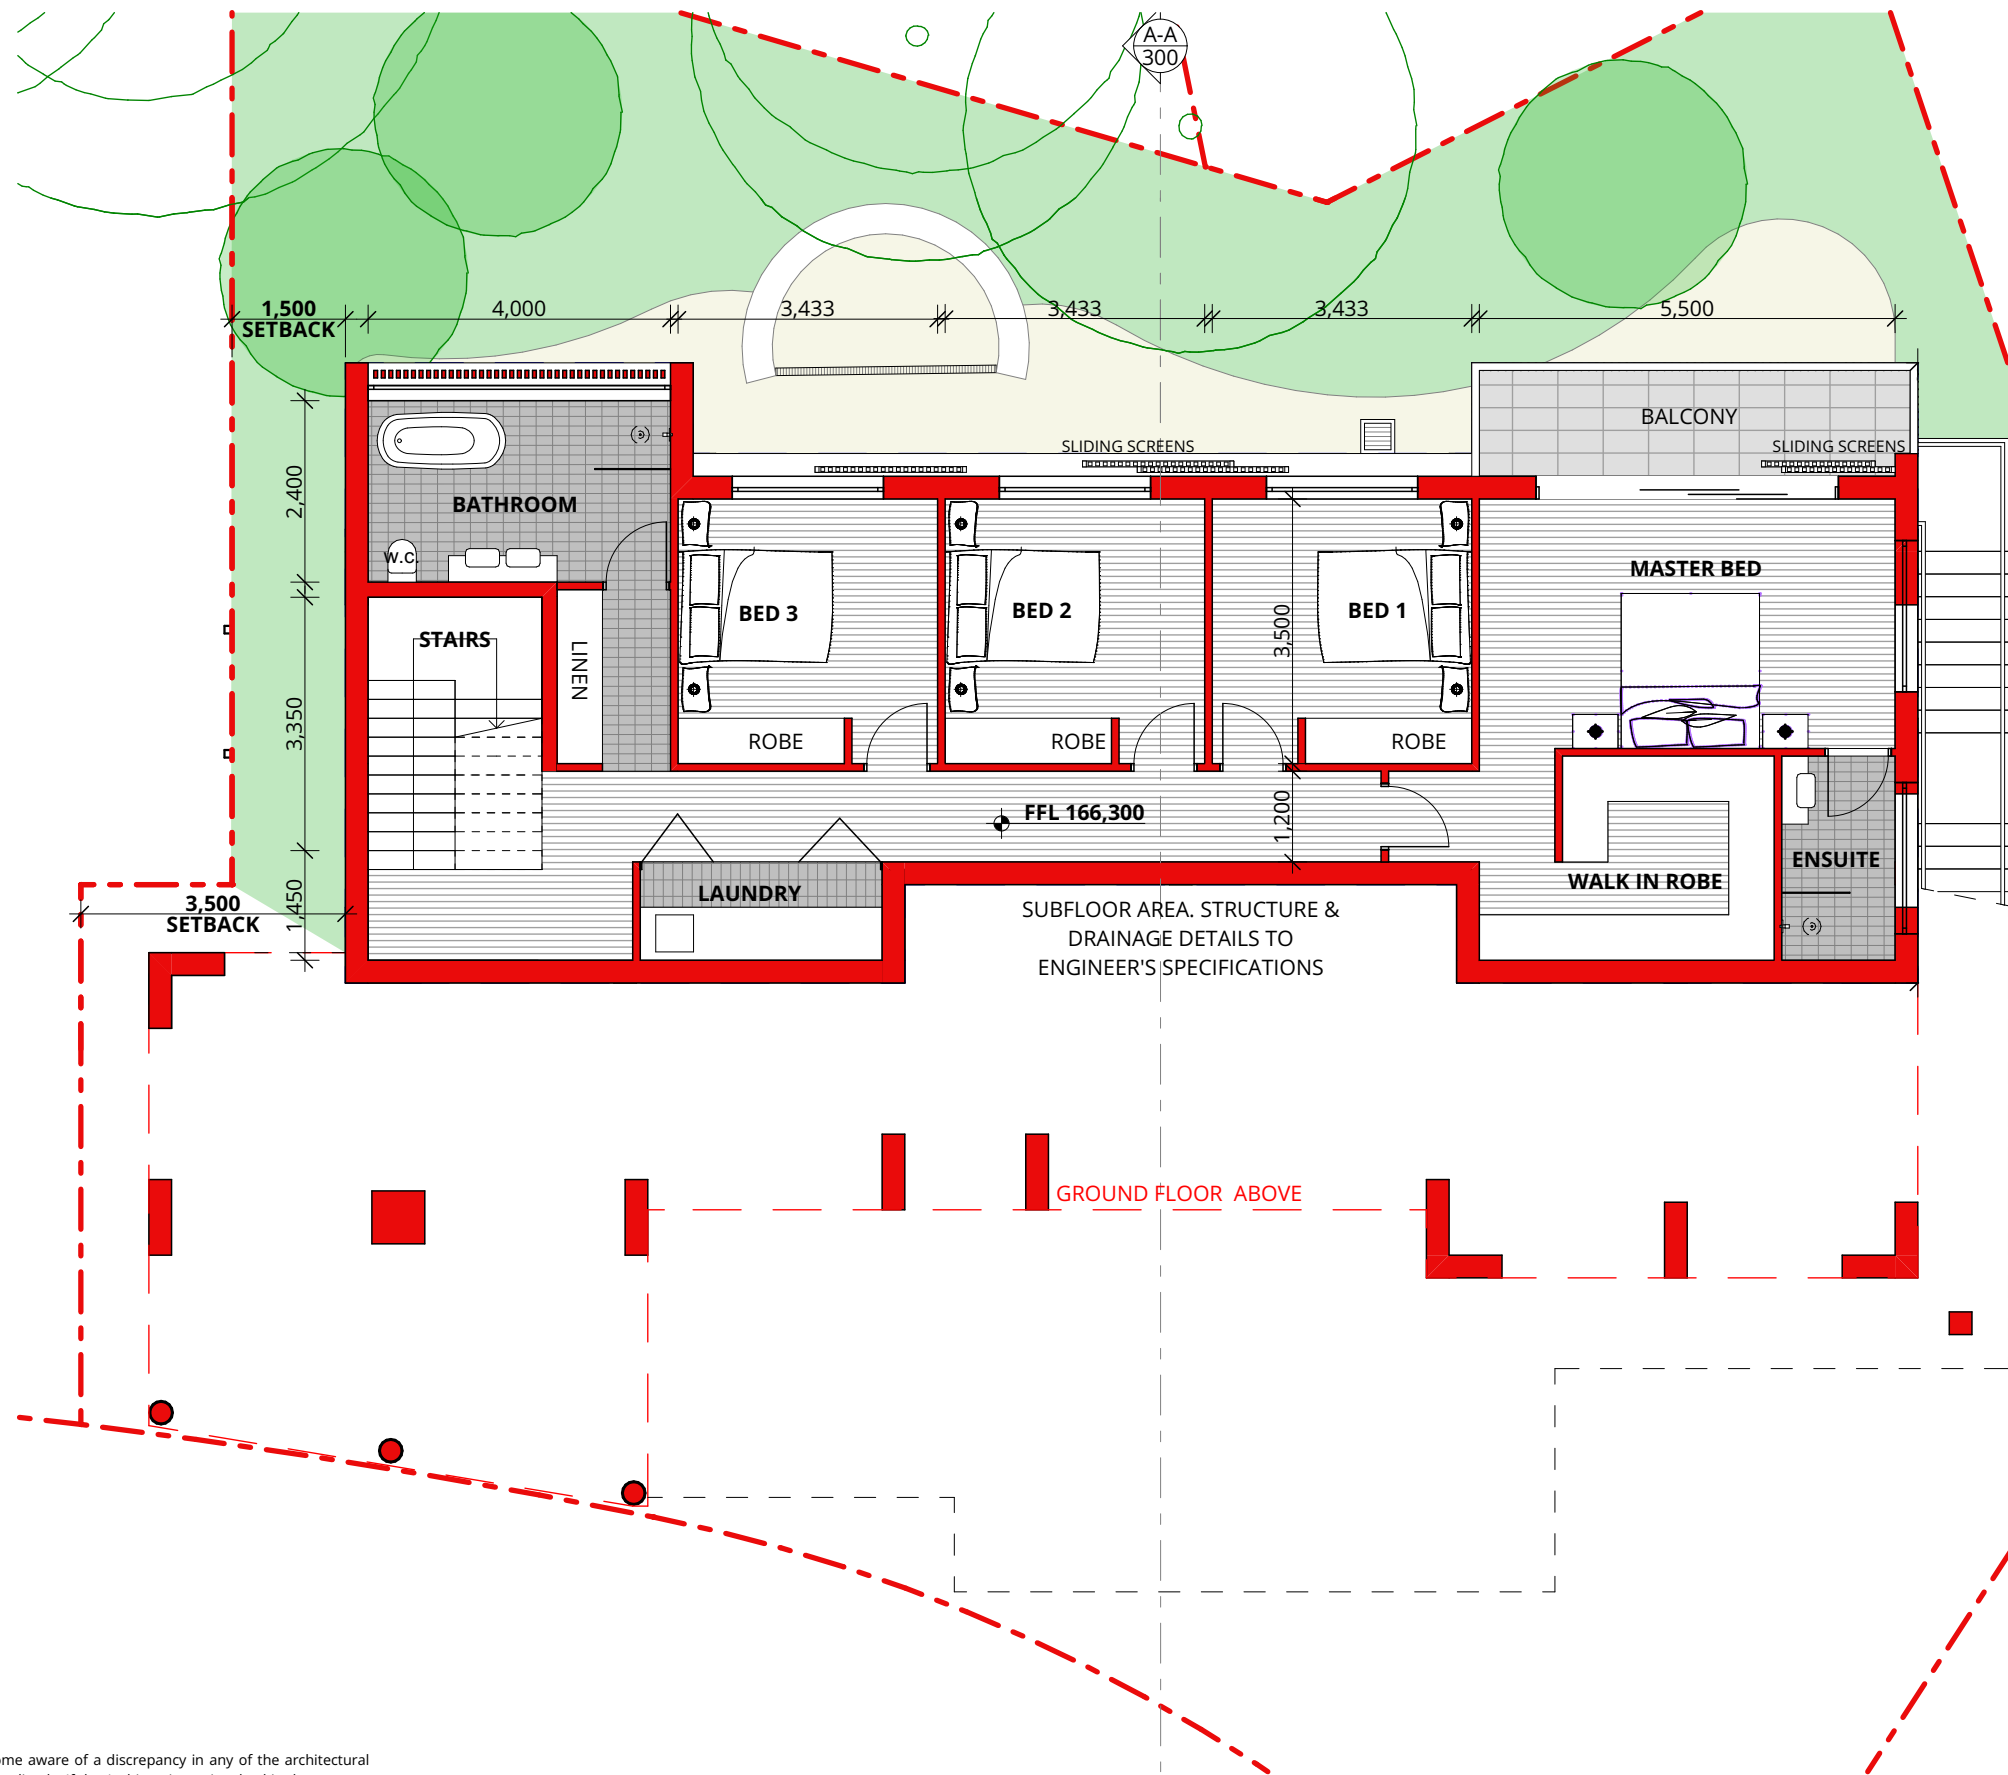 A-A
300
1,500
SETBACK
4,000
3,433
3,433
3,433
5,500
BALCONY
SLIDING SCREENS
SLIDING SCREENS
2,400
BATHROOM
W.C.
MASTER BED
BED 3
BED 2
BED 1
3,500
STAIRS
LINEN
3,350
ROBE
ROBE
ROBE
FFL 166,300
1,200
ENSUITE
WALK IN ROBE
LAUNDRY
1,450
3,500
SETBACK
SUBFLOOR AREA. STRUCTURE &
DRAINAGE DETAILS TO
ENGINEER'S SPECIFICATIONS
GROUND FLOOR ABOVE
ome aware of a discrepancy in any of the architectural